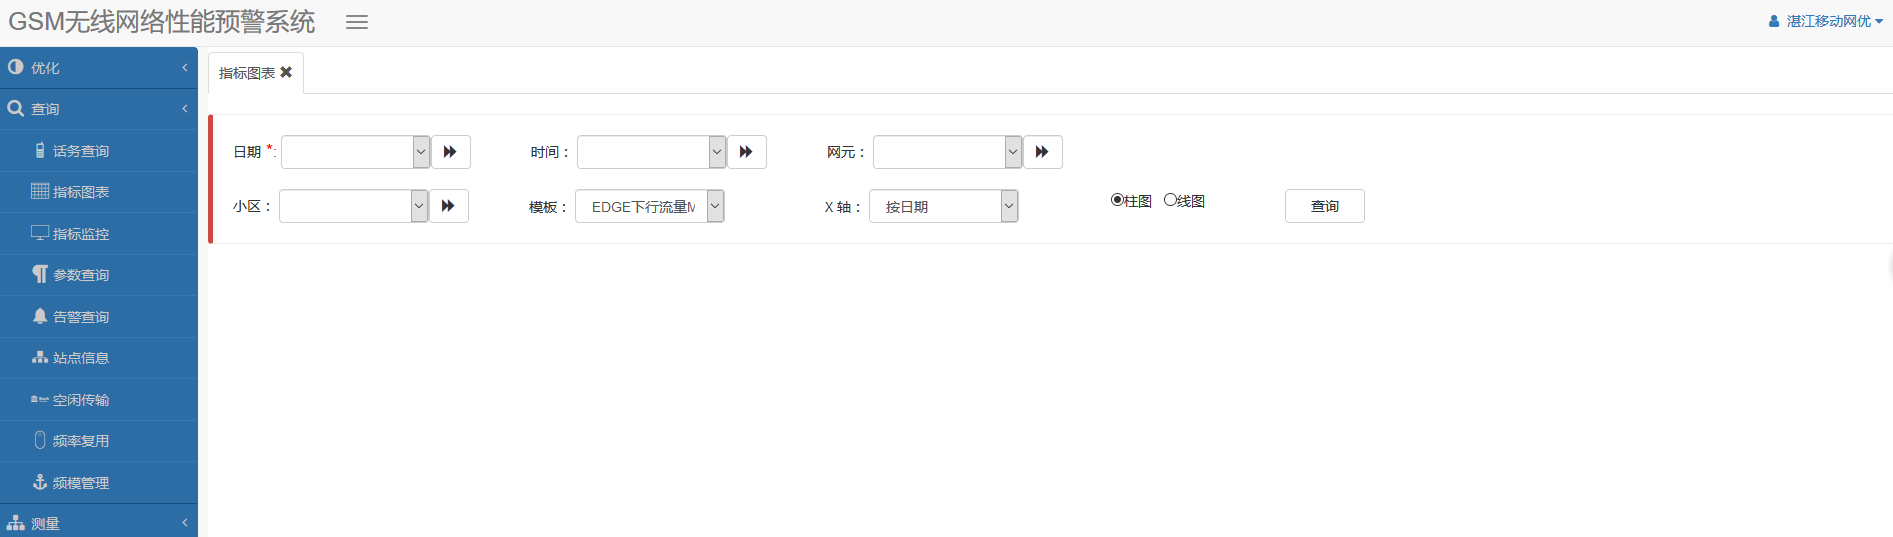 GSM无线网络性能预警系统
湛江移动网优
优化
查询
话务查询
指标图表
指标监控
参数查询
告警查询
站点信息
空闲传输
频率复用
频模管理
测量
指标图表
日期 *:
时间：
网元：
小区：
模板： EDGE下行流量M
X 轴： 按日期
柱图 线图
查询